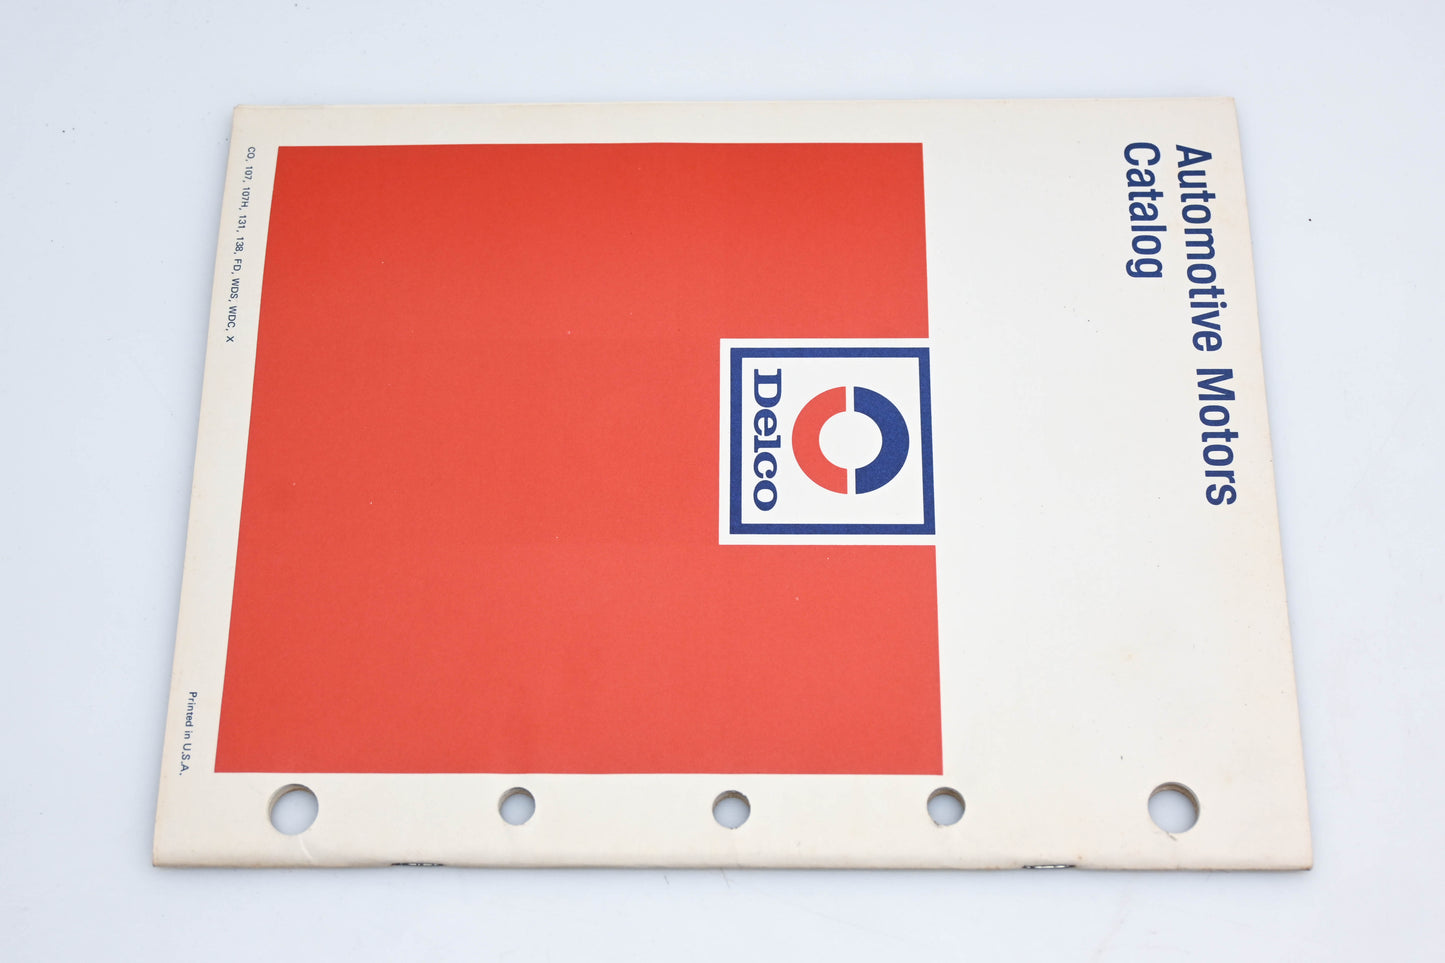 Automotive Motors
Catalog
Delco
CO, 107, 107H, 131, 138, FD, WDS, WDC, X
Printed in U.S.A.